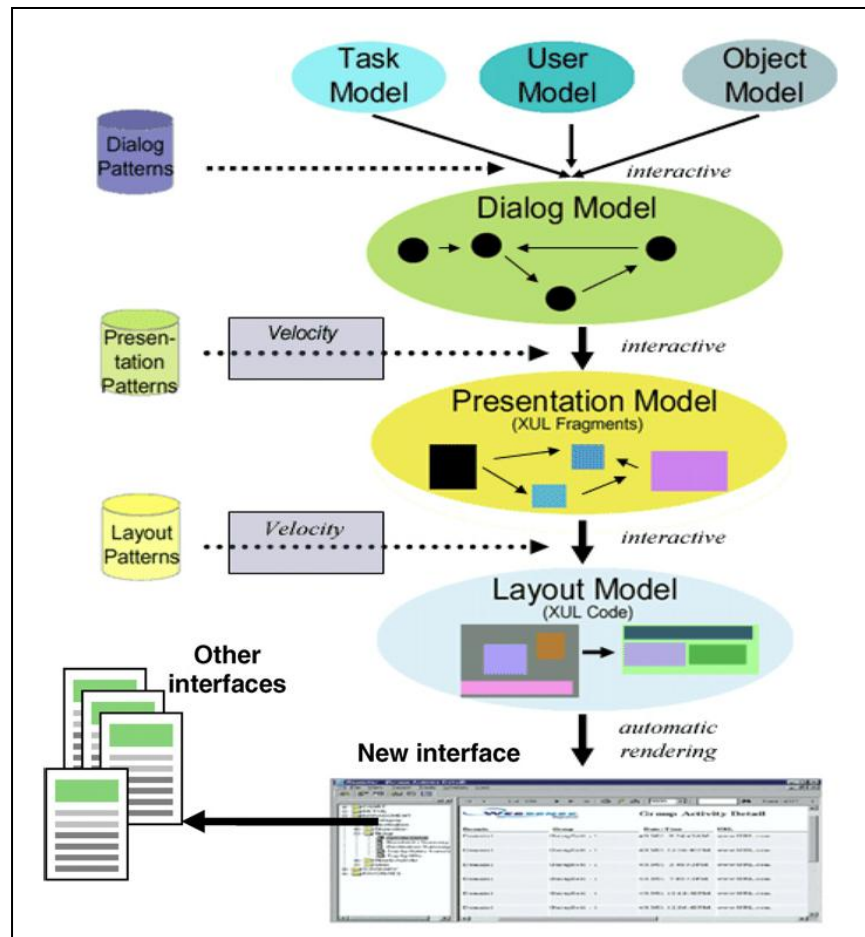 Task
Model
User
Model
Object
Model
Dialog
Patterns
interactive
Dialog Model
Presen-
tation
Patterns
Velocity
interactive
Presentation Model
(XUL Fragments)
Layout
Patterns
Velocity
interactive
Layout Model
(XUL Code)
Other
interfaces
automatic
rendering
New interface
Group Activity Detail